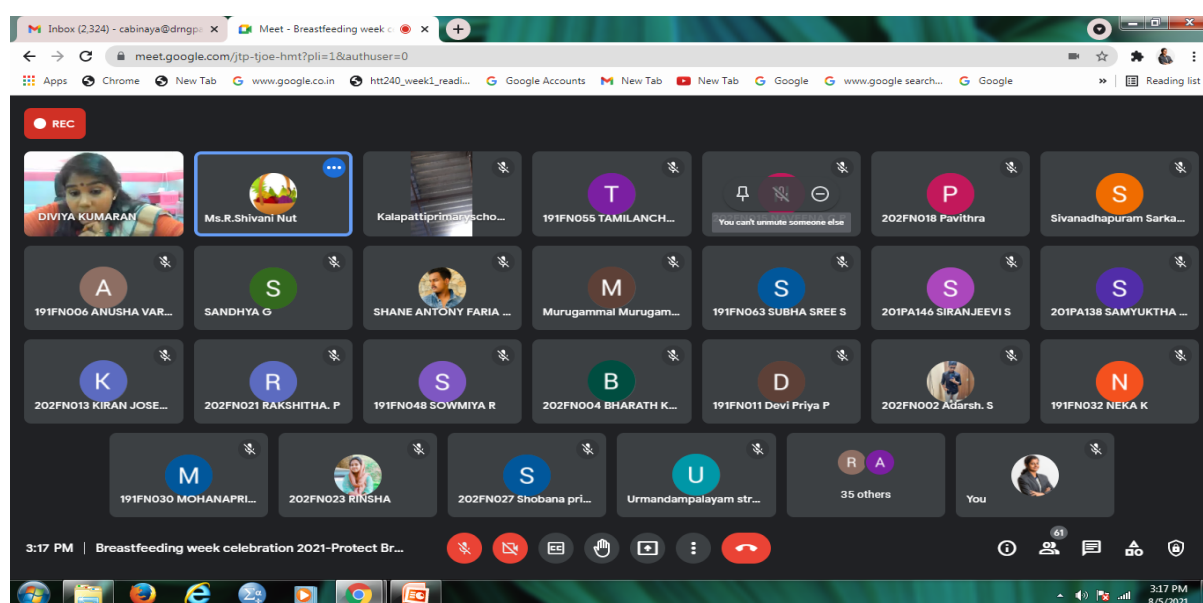 Inbox (2,324) - cabinaya@drngp
Meet - Breastfeeding week c
meet.google.com/jtp-tjoe-hmt?pli=1&authuser=0
Apps Chrome New Tab www.google.co.in htt240_week1_readi... Google Accounts New Tab New Tab Google www.google search... Google » Reading list
REC
DIVIYA KUMARAN Ms.R.Shivani Nut Kalapattiprimaryscho... T 191FN055 TAMILANCH... You can't unmute someone else P 202FN018 Pavithra S Sivanadhapuram Sarka...
A 191FN006 ANUSHA VAR... S SANDHYA G SHANE ANTONY FARIA ... M Murugammal Murugam... S 191FN063 SUBHA SREE S S 201PA146 SIRANJEEVI S S 201PA138 SAMYUKTHA ...
K 202FN013 KIRAN JOSE... R 202FN021 RAKSHITHA. P S 191FN048 SOWMIYA R B 202FN004 BHARATH K... D 191FN011 Devi Priya P 202FN002 Adarsh. S N 191FN032 NEKA K
M 191FN030 MOHANAPRI... 202FN023 RINSHA S 202FN027 Shobana pri... U Urmandampalayam str... R A 35 others You
3:17 PM | Breastfeeding week celebration 2021-Protect Br... 61
3:17 PM
8/5/2021